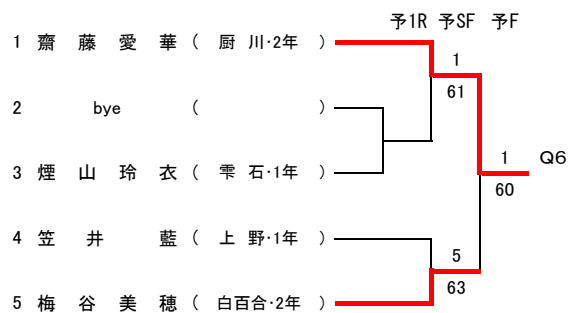 予1R 予SF 予F
1 齋藤愛華 ( 厨川・2年 )
1
61
2 bye ( )
3 煙山玲衣 ( 雫石・1年 )
1 Q6
60
4 笠井藍 ( 上野・1年 )
5
63
5 梅谷美穂 ( 白百合・2年 )